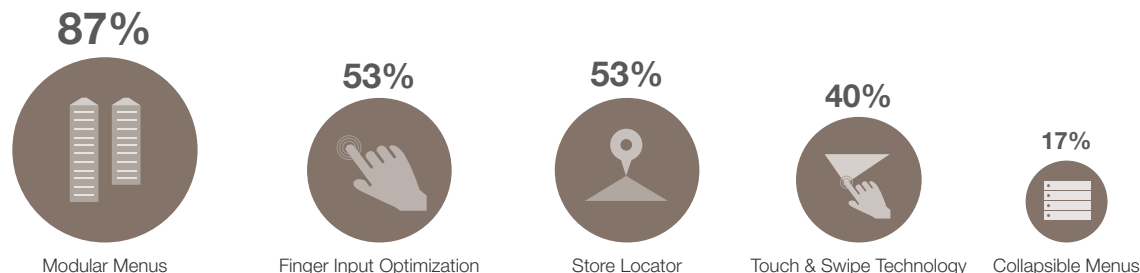 87%
53%
53%
40%
17%
Modular Menus
Finger Input Optimization
Store Locator
Touch & Swipe Technology
Collapsible Menus